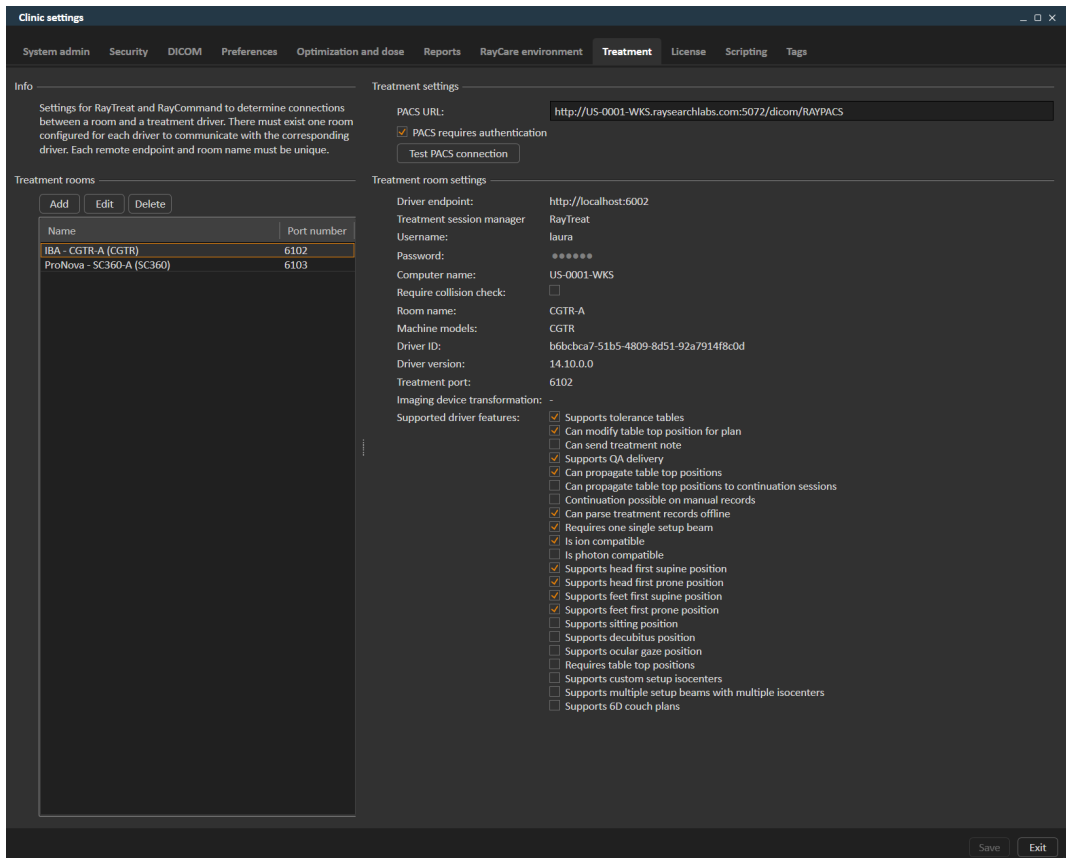 Clinic settings
System admin Security DICOM Preferences Optimization and dose Reports RayCare environment Treatment License Scripting Tags
Info
Settings for RayTreat and RayCommand to determine connections
between a room and a treatment driver. There must exist one room
configured for each driver to communicate with the corresponding
driver. Each remote endpoint and room name must be unique.
Treatment rooms
Add Edit Delete
Name Port number
IBA - CGTR-A (CGTR) 6102
ProNova - SC360-A (SC360) 6103
Treatment settings
PACS URL: http://US-0001-WKS.raysearchlabs.com:5072/dicom/RAYPACS
PACS requires authentication
Test PACS connection
Treatment room settings
Driver endpoint: http://localhost:6002
Treatment session manager RayTreat
Username: laura
Password: ●●●●●●
Computer name: US-0001-WKS
Require collision check:
Room name: CGTR-A
Machine models: CGTR
Driver ID: b6bcbca7-51b5-4809-8d51-92a7914f8c0d
Driver version: 14.10.0.0
Treatment port: 6102
Imaging device transformation: -
Supported driver features: Supports tolerance tables
Can modify table top position for plan
Can send treatment note
Supports QA delivery
Can propagate table top positions
Can propagate table top positions to continuation sessions
Continuation possible on manual records
Can parse treatment records offline
Requires one single setup beam
Is ion compatible
Is photon compatible
Supports head first supine position
Supports head first prone position
Supports feet first supine position
Supports feet first prone position
Supports sitting position
Supports decubitus position
Supports ocular gaze position
Requires table top positions
Supports custom setup isocenters
Supports multiple setup beams with multiple isocenters
Supports 6D couch plans
Save Exit